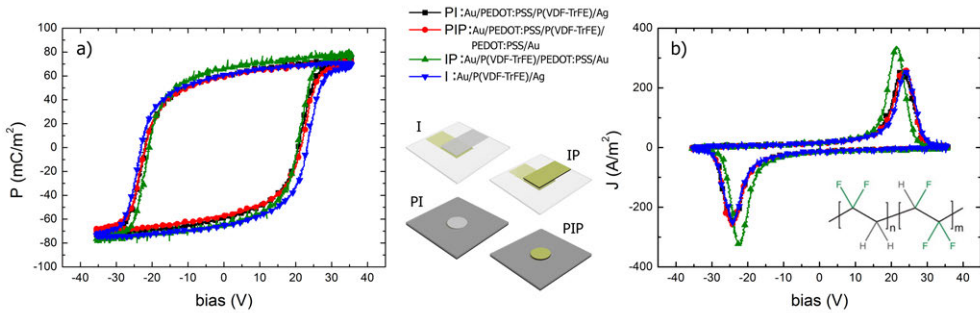 a)
P (mC/m²)
100
80
60
40
20
0
-20
-40
-60
-80
-100
-40 -30 -20 -10 0 10 20 30 40
bias (V)
PI :Au/PEDOT:PSS/P(VDF-TrFE)/Ag
PIP:Au/PEDOT:PSS/P(VDF-TrFE)/
PEDOT:PSS/Au
IP :Au/P(VDF-TrFE)/PEDOT:PSS/Au
I :Au/P(VDF-TrFE)/Ag
I
IP
PI
PIP
b)
J (A/m²)
400
200
0
-200
-400
-40 -30 -20 -10 0 10 20 30 40
bias (V)
F F H F
n m
H H F F